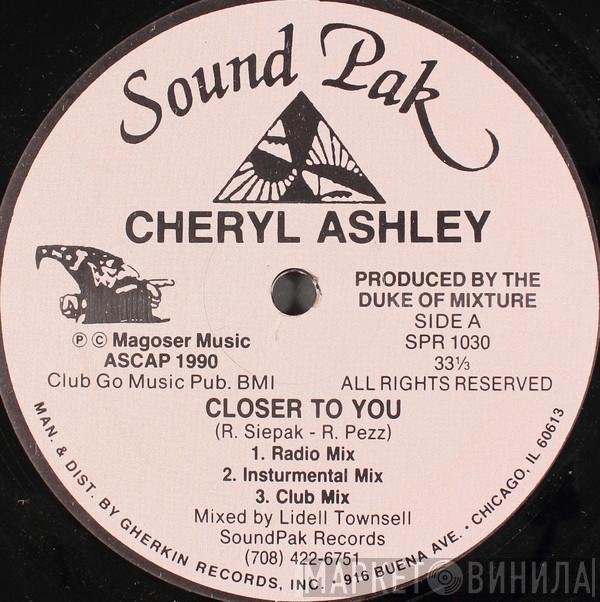 Sound Pak
CHERYL ASHLEY
PRODUCED BY THE
DUKE OF MIXTURE
SIDE A
SPR 1030
33⅓
ALL RIGHTS RESERVED
Ⓟ © Magoser Music
ASCAP 1990
Club Go Music Pub. BMI
CLOSER TO YOU
(R. Siepak - R. Pezz)
1. Radio Mix
2. Insturmental Mix
3. Club Mix
Mixed by Lidell Townsell
SoundPak Records
(708) 422-6751
MAN. & DIST. BY GHERKIN RECORDS, INC. • 916 BUENA AVE. • CHICAGO, IL 60613
МАРКЕТ ВИНИЛА